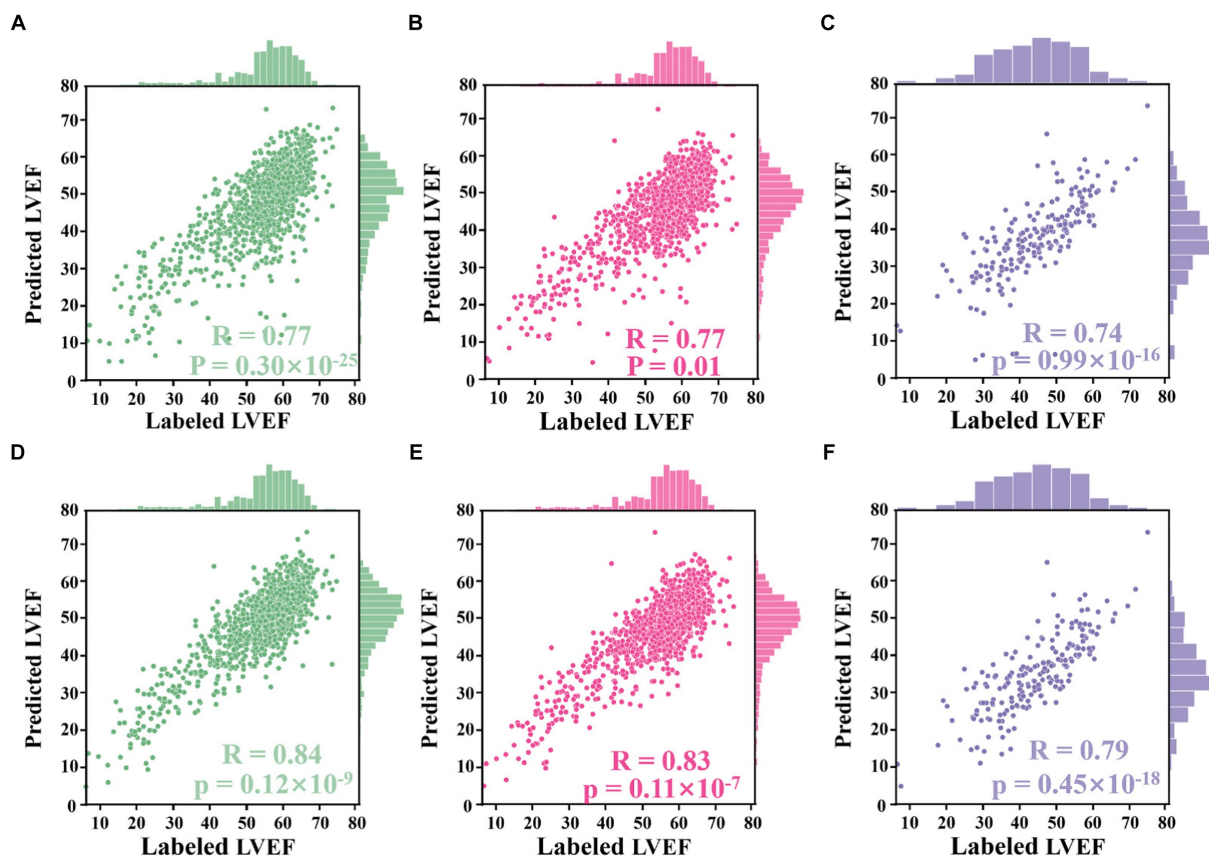 A
80
70
60
50
40
30
20
10
0
Predicted LVEF
R = 0.77
P = 0.30×10⁻²⁵
10 20 30 40 50 60 70 80
Labeled LVEF
B
80
70
60
50
40
30
20
10
0
Predicted LVEF
R = 0.77
P = 0.01
10 20 30 40 50 60 70 80
Labeled LVEF
C
80
70
60
50
40
30
20
10
0
Predicted LVEF
R = 0.74
p = 0.99×10⁻¹⁶
10 20 30 40 50 60 70 80
Labeled LVEF
D
80
70
60
50
40
30
20
10
0
Predicted LVEF
R = 0.84
p = 0.12×10⁻⁹
10 20 30 40 50 60 70 80
Labeled LVEF
E
80
70
60
50
40
30
20
10
0
Predicted LVEF
R = 0.83
p = 0.11×10⁻⁷
10 20 30 40 50 60 70 80
Labeled LVEF
F
80
70
60
50
40
30
20
10
0
Predicted LVEF
R = 0.79
p = 0.45×10⁻¹⁸
10 20 30 40 50 60 70 80
Labeled LVEF